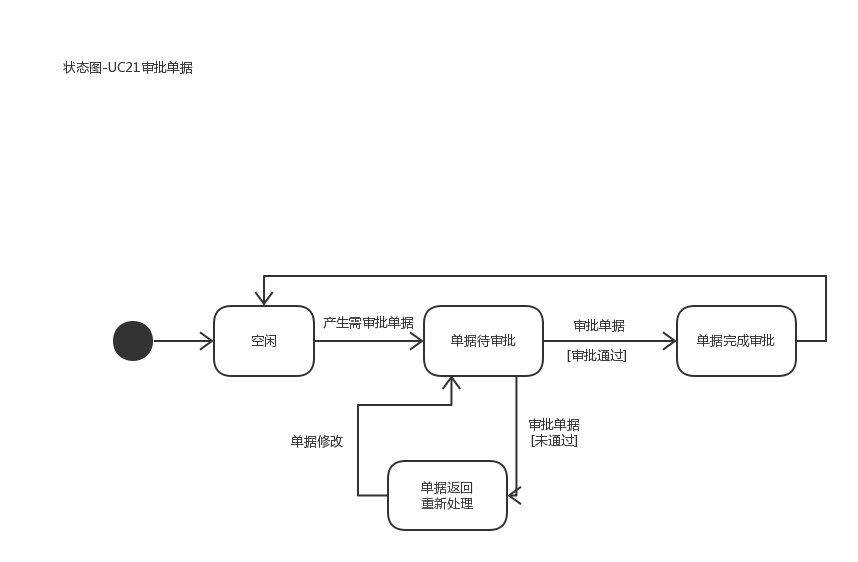 状态图-UC21审批单据
产生需审批单据
审批单据
空闲
单据待审批
[审批通过]
单据完成审批
单据修改
审批单据
[未通过]
单据返回
重新处理